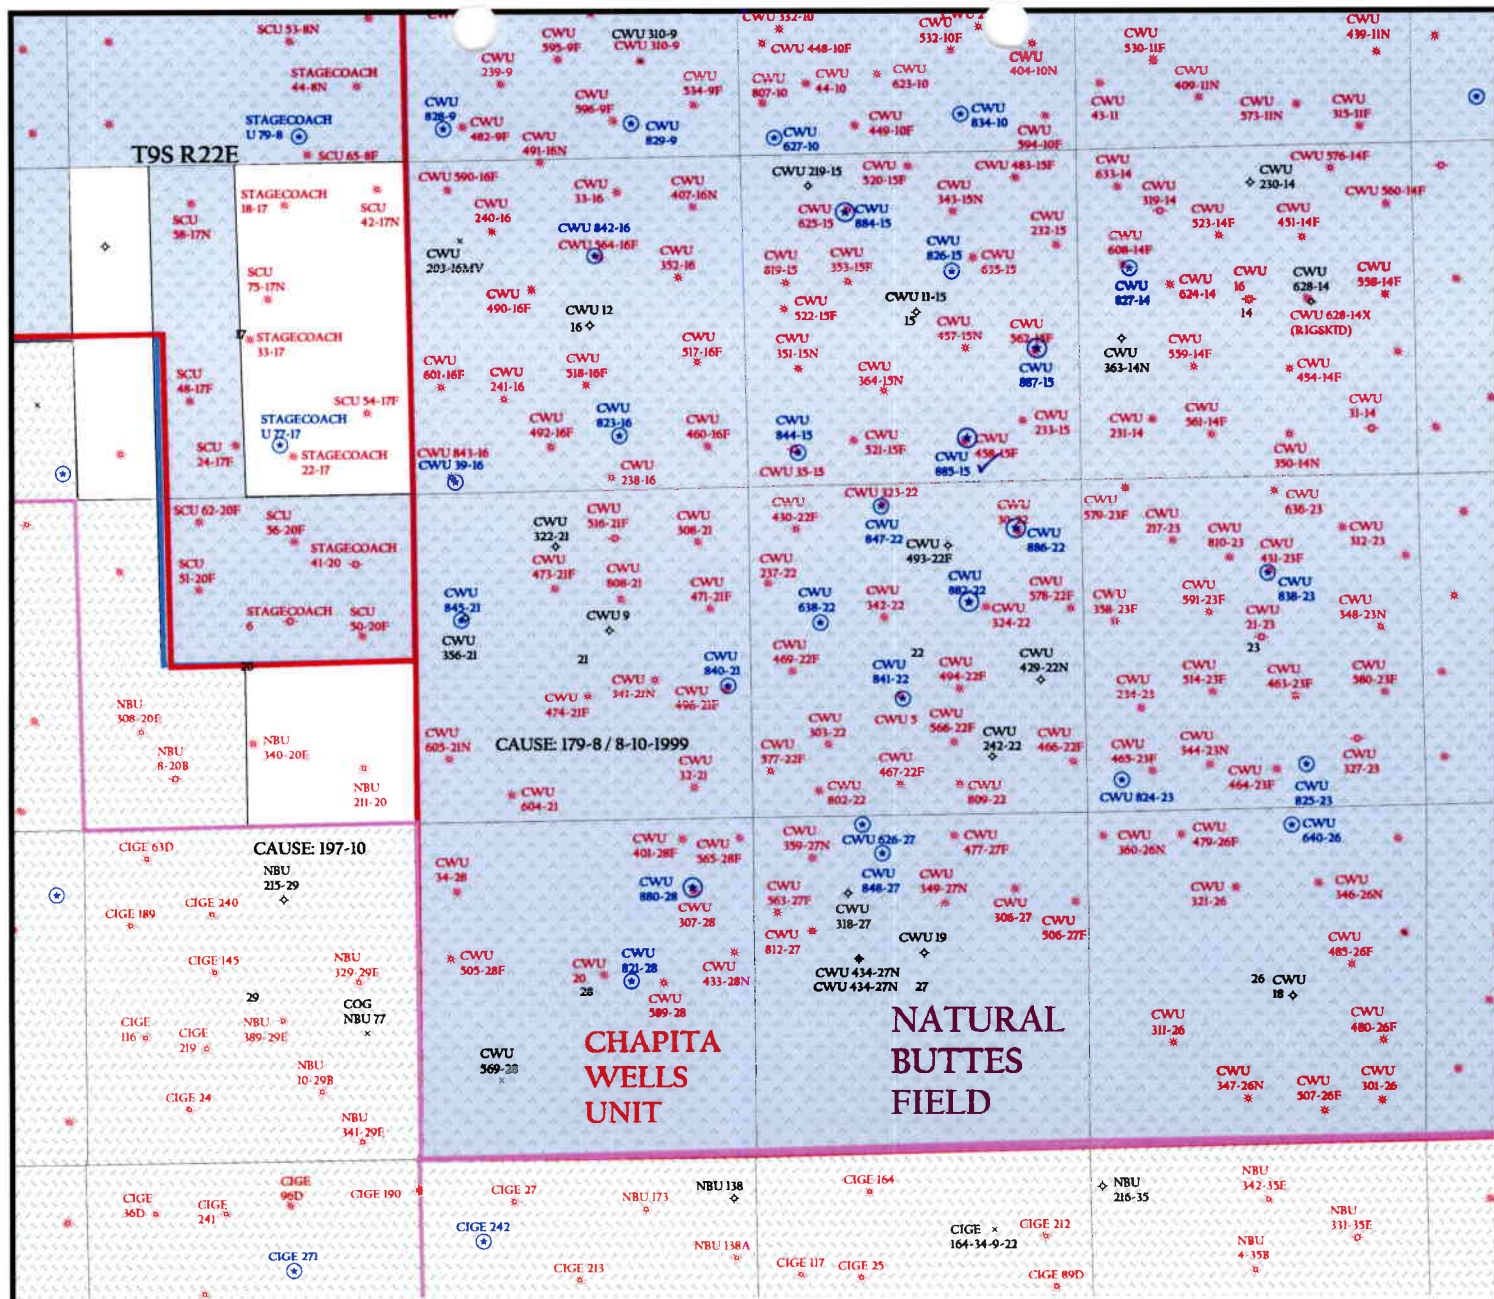 SCU 53-8N
STAGECOACH
44-8N
STAGECOACH
U 79-8
SCU 65-8F
T9S R22E
CWU
239-9
CWU
595-9F
CWU 310-9
CWU 310-9
CWU
534-9F
CWU
596-9F
CWU
828-9
CWU
482-9F
CWU
829-9
CWU
491-16N
CWU 332-10
CWU 448-10F
CWU
532-10F
CWU
404-10N
CWU
807-10
CWU
44-10
CWU
623-10
CWU
627-10
CWU
449-10F
CWU
834-10
CWU
594-10F
CWU
530-11F
CWU
439-11N
CWU
409-11N
CWU
43-11
CWU
573-11N
CWU
315-11F
STAGECOACH
18-17
SCU
42-17N
SCU
58-17N
SCU
75-17N
17
STAGECOACH
33-17
SCU
48-17F
SCU 54-17F
STAGECOACH
U 77-17
SCU
24-17F
STAGECOACH
22-17
CWU 590-16F
CWU
33-16
CWU
407-16N
CWU
240-16
CWU 842-16
CWU 564-16F
CWU
203-16MV
CWU
352-16
CWU
490-16F
CWU 12
16
CWU
517-16F
CWU
601-16F
CWU
241-16
CWU
518-16F
CWU
492-16F
CWU
823-16
CWU
460-16F
CWU 843-16
CWU 39-16
CWU
238-16
CWU 219-15
CWU
520-15F
CWU 483-15F
CWU
625-15
CWU
884-15
CWU
343-15N
CWU
232-15
CWU
619-15
CWU
353-15F
CWU
826-15
CWU
635-15
CWU
522-15F
CWU 11-15
15
CWU
351-15N
CWU
457-15N
CWU
562-15F
CWU
887-15
CWU
364-15N
CWU
844-15
CWU
521-15F
CWU
233-15
CWU
458-15F
CWU 35-15
CWU
885-15
CWU
633-14
CWU
230-14
CWU 576-14F
CWU
319-14
CWU 560-14F
CWU
523-14F
CWU
451-14F
CWU
608-14F
CWU
827-14
CWU
624-14
CWU
16
14
CWU
628-14
CWU
558-14F
CWU 628-14X
(RIGSKID)
CWU
363-14N
CWU
559-14F
CWU
454-14F
CWU
31-14
CWU
231-14
CWU
561-14F
CWU
350-14N
SCU 62-20F
SCU
56-20F
STAGECOACH
41-20
SCU
51-20F
STAGECOACH
6
SCU
50-20F
20
CWU
322-21
CWU
516-21F
CWU
308-21
CWU
473-21F
CWU
808-21
CWU
471-21F
CWU
845-21
CWU 9
CWU
356-21
21
CWU
840-21
CWU
341-21N
CWU
474-21F
CWU
496-21F
CWU
605-21N
CAUSE: 179-8 / 8-10-1999
CWU
32-21
CWU
604-21
CWU 323-22
CWU
430-22F
CWU
847-22
CWU
493-22F
CWU
30-22
CWU
886-22
CWU
237-22
CWU
638-22
CWU
342-22
CWU
882-22
CWU
578-22F
CWU
324-22
CWU
469-22F
22
CWU
841-22
CWU
494-22F
CWU
429-22N
CWU
303-22
CWU 5
CWU
566-22F
CWU
242-22
CWU
466-22F
CWU
577-22F
CWU
467-22F
CWU
802-22
CWU
809-22
CWU
579-23F
CWU
217-23
CWU
636-23
CWU
810-23
CWU
312-23
CWU
431-23F
CWU
838-23
CWU
358-23F
CWU
591-23F
CWU
348-23N
CWU
21-23
23
CWU
234-23
CWU
514-23F
CWU
463-23F
CWU
580-23F
CWU
465-23F
CWU
344-23N
CWU
464-23F
CWU
327-23
CWU 824-23
CWU
825-23
NBU
308-20E
NBU
8-20B
NBU
340-20E
NBU
211-20
CIGE 63D
CAUSE: 197-10
NBU
215-29
CIGE 189
CIGE 240
CIGE 145
NBU
329-29E
29
COG
NBU 77
CIGE
116
CIGE
219
NBU
389-29E
NBU
10-29B
CIGE 24
NBU
341-29E
CWU
34-28
CWU
401-28F
CWU
565-28F
CWU
880-28
CWU
307-28
CWU
505-28F
CWU
20
28
CWU
821-28
CWU
433-28N
CWU
589-28
CWU
569-28
CHAPITA
WELLS
UNIT
CWU
359-27N
CWU 626-27
CWU
848-27
CWU
477-27F
CWU
563-27F
CWU
318-27
CWU
349-27N
CWU
306-27
CWU
506-27F
CWU
812-27
CWU 19
CWU 434-27N
CWU 434-27N
27
NATURAL
BUTTES
FIELD
CWU
360-26N
CWU
479-26F
CWU
640-26
CWU
321-26
CWU
346-26N
CWU
485-26F
26
CWU
18
CWU
311-26
CWU
480-26F
CWU
347-26N
CWU
507-26F
CWU
301-26
CIGE
36D
CIGE
241
CIGE
96D
CIGE 190
CIGE 271
CIGE 27
NBU 173
NBU 138
CIGE 242
NBU 138A
CIGE 213
CIGE 164
CIGE
164-34-9-22
CIGE 212
CIGE 117
CIGE 25
CIGE 89D
NBU
216-35
NBU
342-35E
NBU
331-35E
NBU
4-35B